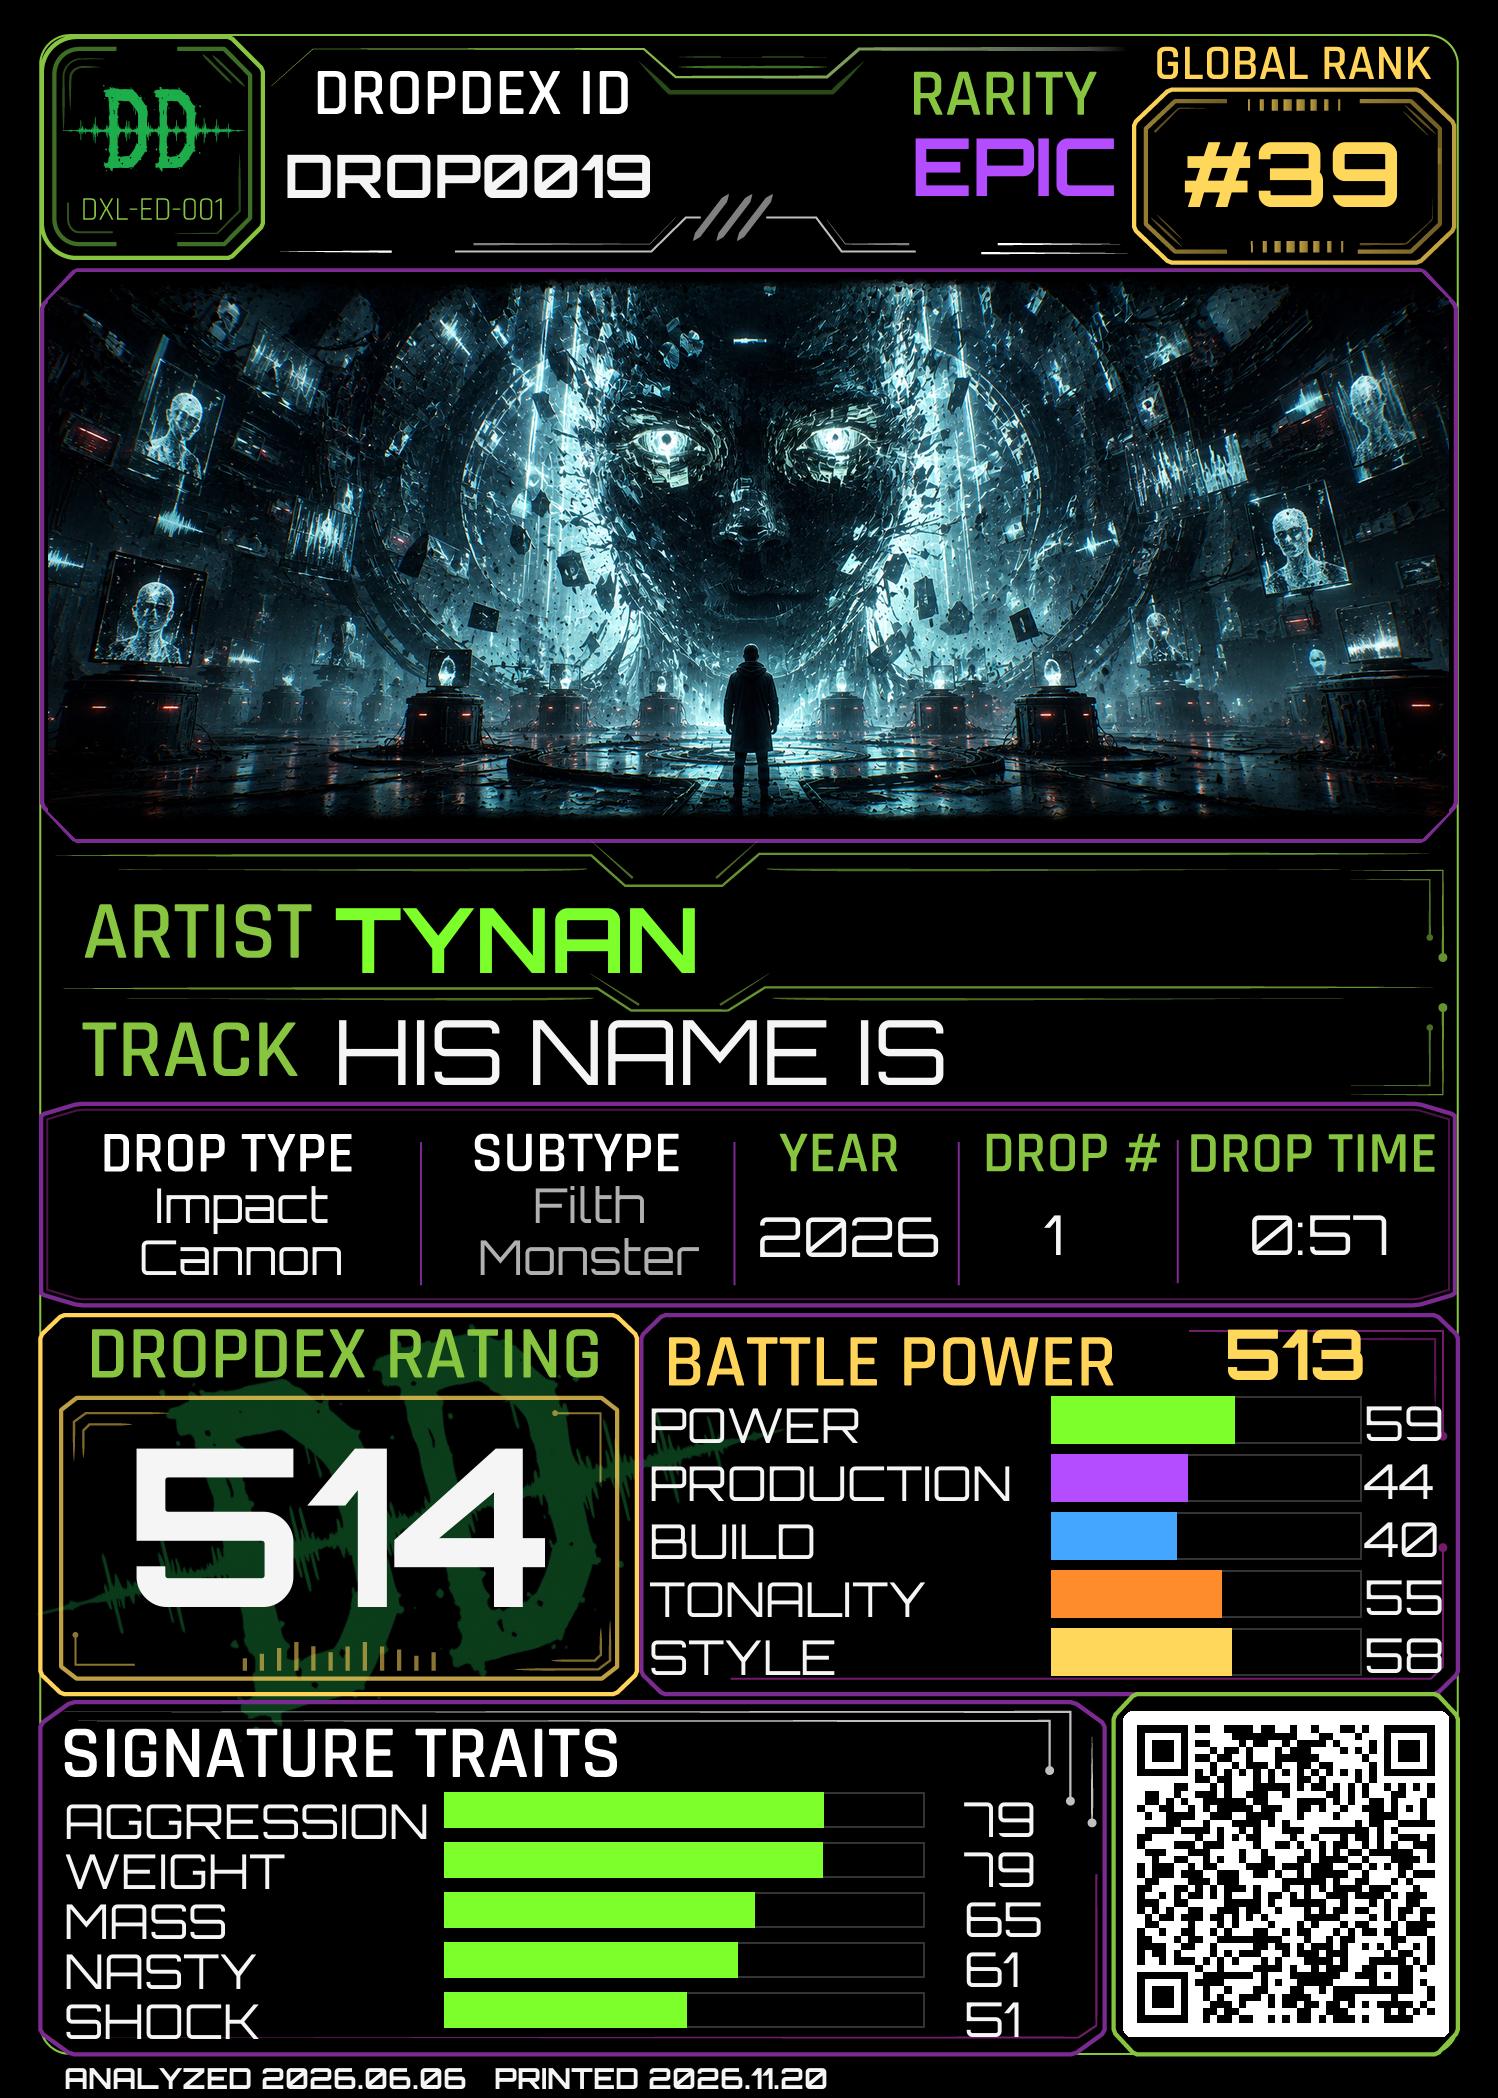 DD
DXL-ED-001
DROPDEX ID
DROP0019
RARITY
EPIC
GLOBAL RANK
#39
ARTIST TYNAN
TRACK HIS NAME IS
DROP TYPE
Impact
Cannon
SUBTYPE
Filth
Monster
YEAR
2026
DROP #
1
DROP TIME
0:57
DROPDEX RATING
514
BATTLE POWER 513
POWER 59
PRODUCTION 44
BUILD 40
TONALITY 55
STYLE 58
SIGNATURE TRAITS
AGGRESSION 79
WEIGHT 79
MASS 65
NASTY 61
SHOCK 51
ANALYZED 2026.06.06 PRINTED 2026.11.20